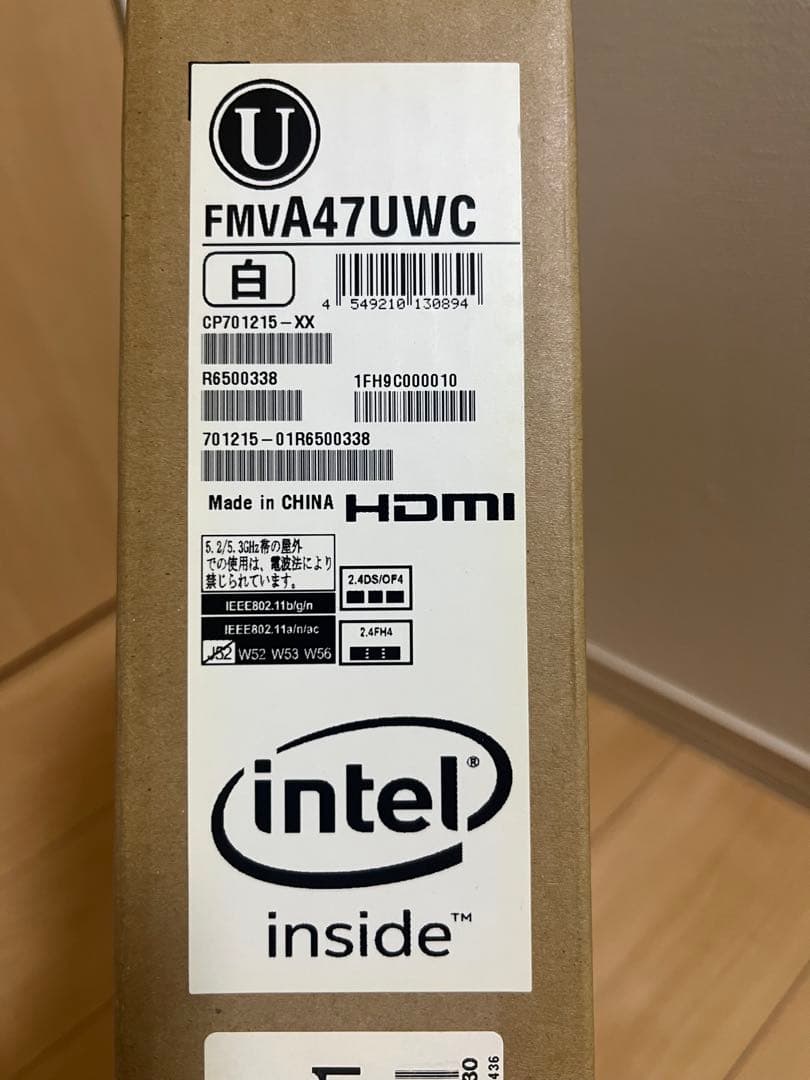 U
FMVA47UWC
白
4 549210 130894
CP701215-XX
R6500338
1FH9C000010
701215-01R6500338
Made in CHINA HDMI
5.2/5.3GHz帯の屋外
での使用は、電波法により
禁じられています。
IEEE802.11b/g/n
2.4DS/OF4
IEEE802.11a/n/ac
J52 W52 W53 W56
2.4FH4
intel®
inside™
30
436